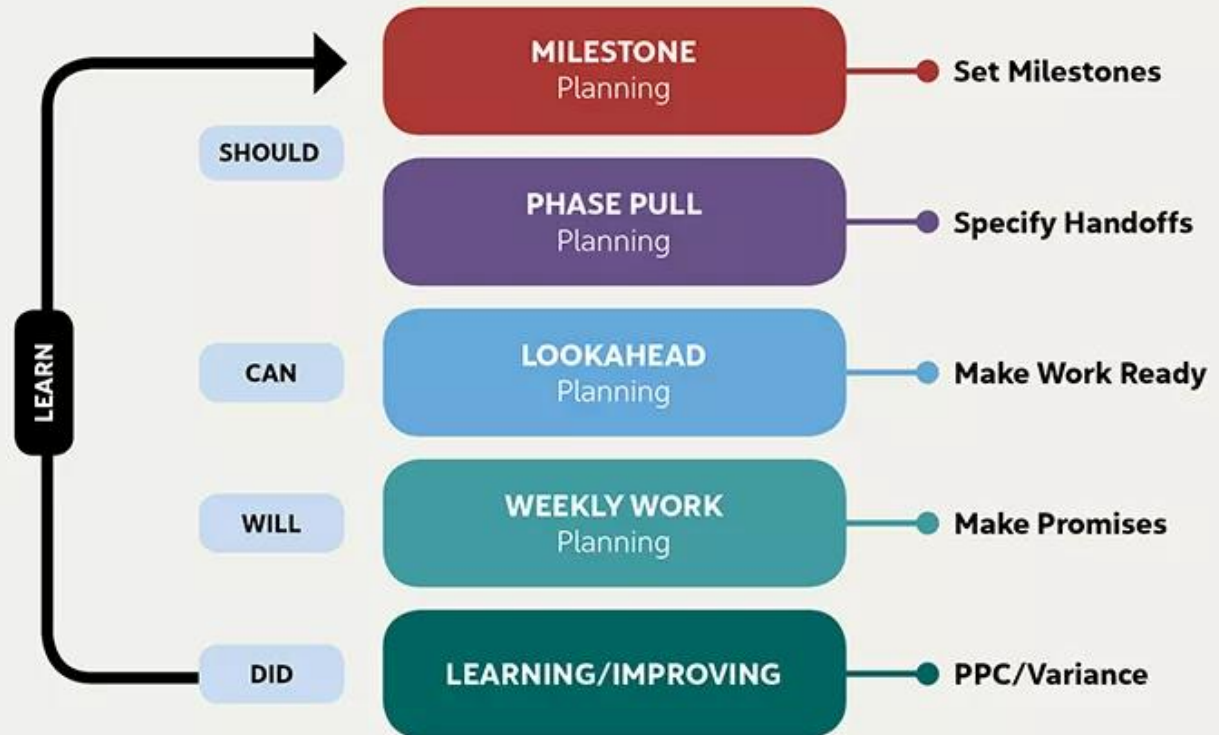 MILESTONE
Planning
Set Milestones
SHOULD
PHASE PULL
Planning
Specify Handoffs
LEARN
CAN
LOOKAHEAD
Planning
Make Work Ready
WILL
WEEKLY WORK
Planning
Make Promises
DID
LEARNING/IMPROVING
PPC/Variance